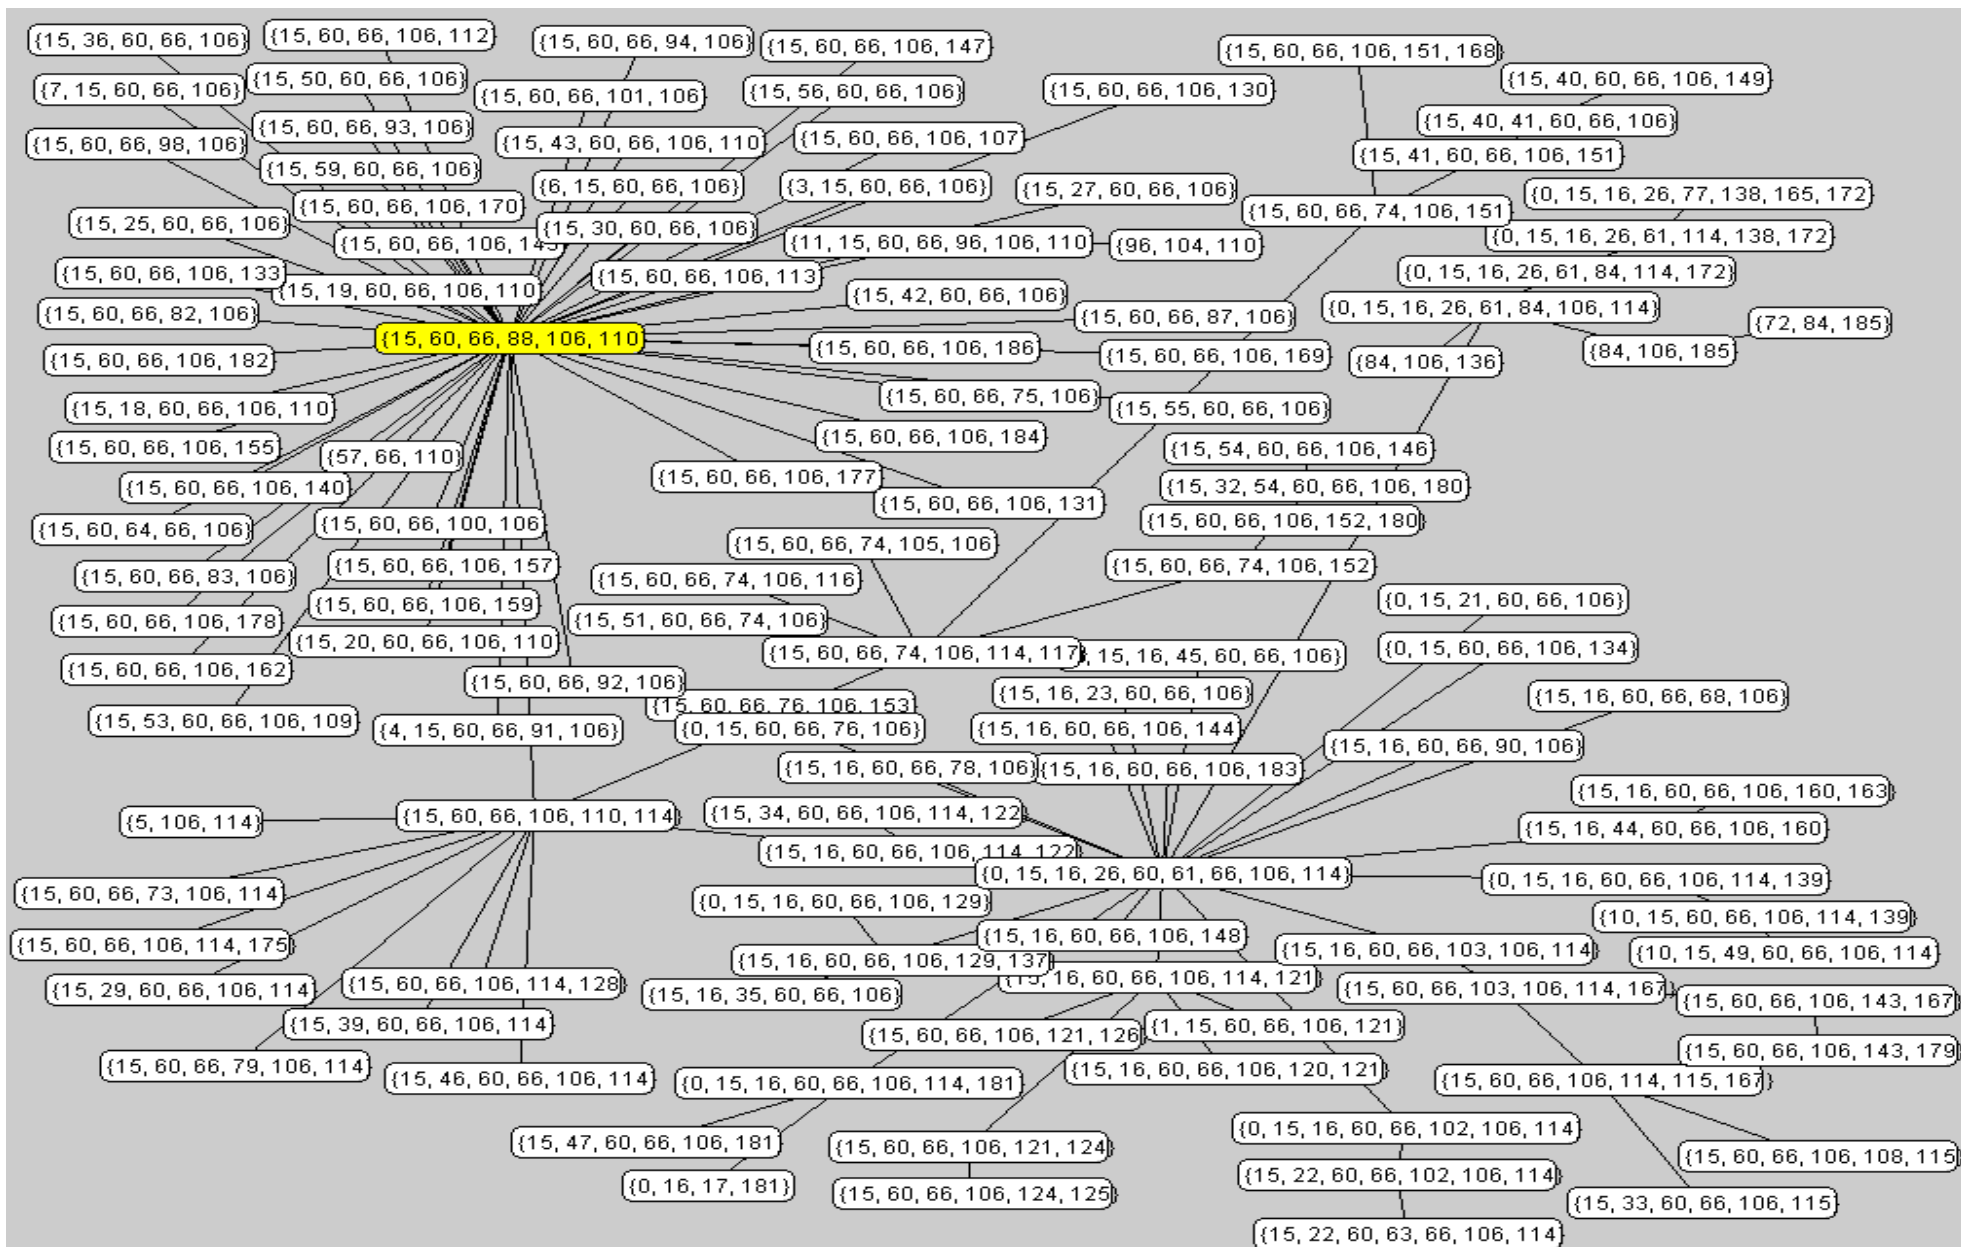 {15, 36, 60, 66, 106}
{15, 60, 66, 106, 112}
{15, 60, 66, 94, 106}
{15, 60, 66, 106, 147}
{15, 60, 66, 106, 151, 168}
{7, 15, 60, 66, 106}
{15, 50, 60, 66, 106}
{15, 60, 66, 101, 106}
{15, 56, 60, 66, 106}
{15, 60, 66, 106, 130}
{15, 40, 60, 66, 106, 149}
{15, 60, 66, 98, 106}
{15, 60, 66, 93, 106}
{15, 43, 60, 66, 106, 110}
{15, 60, 66, 106, 107}
{15, 40, 41, 60, 66, 106}
{15, 41, 60, 66, 106, 151}
{15, 59, 60, 66, 106}
{6, 15, 60, 66, 106}
{3, 15, 60, 66, 106}
{15, 27, 60, 66, 106}
{0, 15, 16, 26, 77, 138, 165, 172}
{15, 60, 66, 106, 170}
{15, 60, 66, 74, 106, 151}
{15, 25, 60, 66, 106}
{15, 60, 66, 106,
{15, 30, 60, 66, 106}
{11, 15, 60, 66, 96, 106, 110}
{96, 104, 110}
{0, 15, 16, 26, 61, 114, 138, 172}
{15, 60, 66, 106, 133}
{15, 19, 60, 66, 106, 110}
{15, 60, 66, 106, 113}
{0, 15, 16, 26, 61, 84, 114, 172}
{15, 60, 66, 82, 106}
{15, 42, 60, 66, 106}
{15, 60, 66, 87, 106}
{0, 15, 16, 26, 61, 84, 106, 114}
{72, 84, 185}
{15, 60, 66, 88, 106, 110}
{15, 60, 66, 106, 182}
{15, 60, 66, 106, 186}
{15, 60, 66, 106, 169}
{84, 106, 136}
{84, 106, 185}
{15, 18, 60, 66, 106, 110}
{15, 60, 66, 75, 106}
{15, 55, 60, 66, 106}
{15, 60, 66, 106, 155}
{57, 66, 110}
{15, 60, 66, 106, 184}
{15, 54, 60, 66, 106, 146}
{15, 60, 66, 106, 140}
{15, 60, 66, 106, 177}
{15, 60, 66, 106, 131}
{15, 32, 54, 60, 66, 106, 180}
{15, 60, 64, 66, 106}
{15, 60, 66, 100, 106}
{15, 60, 66, 106, 152, 180}
{15, 60, 66, 74, 105, 106}
{15, 60, 66, 83, 106}
{15, 60, 66, 106, 157}
{15, 60, 66, 74, 106, 116}
{15, 60, 66, 74, 106, 152}
{15, 60, 66, 106, 178}
{15, 60, 66, 106, 159}
{15, 51, 60, 66, 74, 106}
{0, 15, 21, 60, 66, 106}
{15, 20, 60, 66, 106, 110}
{15, 60, 66, 74, 106, 114, 117}
, 15, 16, 45, 60, 66, 106}
{0, 15, 60, 66, 106, 134}
{15, 60, 66, 106, 162}
{15, 60, 66, 92, 106}
{15, 60, 66, 76, 106, 153}
{15, 16, 23, 60, 66, 106}
{15, 16, 60, 66, 68, 106}
{15, 53, 60, 66, 106, 109}
{4, 15, 60, 66, 91, 106}
{0, 15, 60, 66, 76, 106}
{15, 16, 60, 66, 106, 144}
{15, 16, 60, 66, 90, 106}
{15, 16, 60, 66, 78, 106}
{15, 16, 60, 66, 106, 183}
{15, 16, 60, 66, 106, 160, 163}
{5, 106, 114}
{15, 60, 66, 106, 110, 114}
{15, 34, 60, 66, 106, 114, 122}
{15, 16, 44, 60, 66, 106, 160}
{15, 16, 60, 66, 106, 114, 122}
{0, 15, 16, 26, 60, 61, 66, 106, 114}
{15, 60, 66, 73, 106, 114}
{0, 15, 16, 60, 66, 106, 129}
{0, 15, 16, 60, 66, 106, 114, 139}
{10, 15, 60, 66, 106, 114, 139}
{15, 60, 66, 106, 114, 175}
{15, 16, 60, 66, 106, 148}
{15, 16, 60, 66, 103, 106, 114}
{10, 15, 49, 60, 66, 106, 114}
{15, 16, 60, 66, 106, 129, 137}
{15, 29, 60, 66, 106, 114}
{15, 60, 66, 106, 114, 128}
{15, 16, 35, 60, 66, 106}
{15, 16, 60, 66, 106, 114, 121}
{15, 60, 66, 103, 106, 114, 167}
{15, 60, 66, 106, 143, 167}
{15, 39, 60, 66, 106, 114}
{15, 60, 66, 106, 121, 126}
{1, 15, 60, 66, 106, 121}
{15, 60, 66, 106, 143, 179}
{15, 60, 66, 79, 106, 114}
{15, 46, 60, 66, 106, 114}
{0, 15, 16, 60, 66, 106, 114, 181}
{15, 16, 60, 66, 106, 120, 121}
{15, 60, 66, 106, 114, 115, 167}
{15, 47, 60, 66, 106, 181}
{15, 60, 66, 106, 121, 124}
{0, 15, 16, 60, 66, 102, 106, 114}
{15, 60, 66, 106, 108, 115}
{0, 16, 17, 181}
{15, 60, 66, 106, 124, 125}
{15, 22, 60, 66, 102, 106, 114}
{15, 33, 60, 66, 106, 115}
{15, 22, 60, 63, 66, 106, 114}